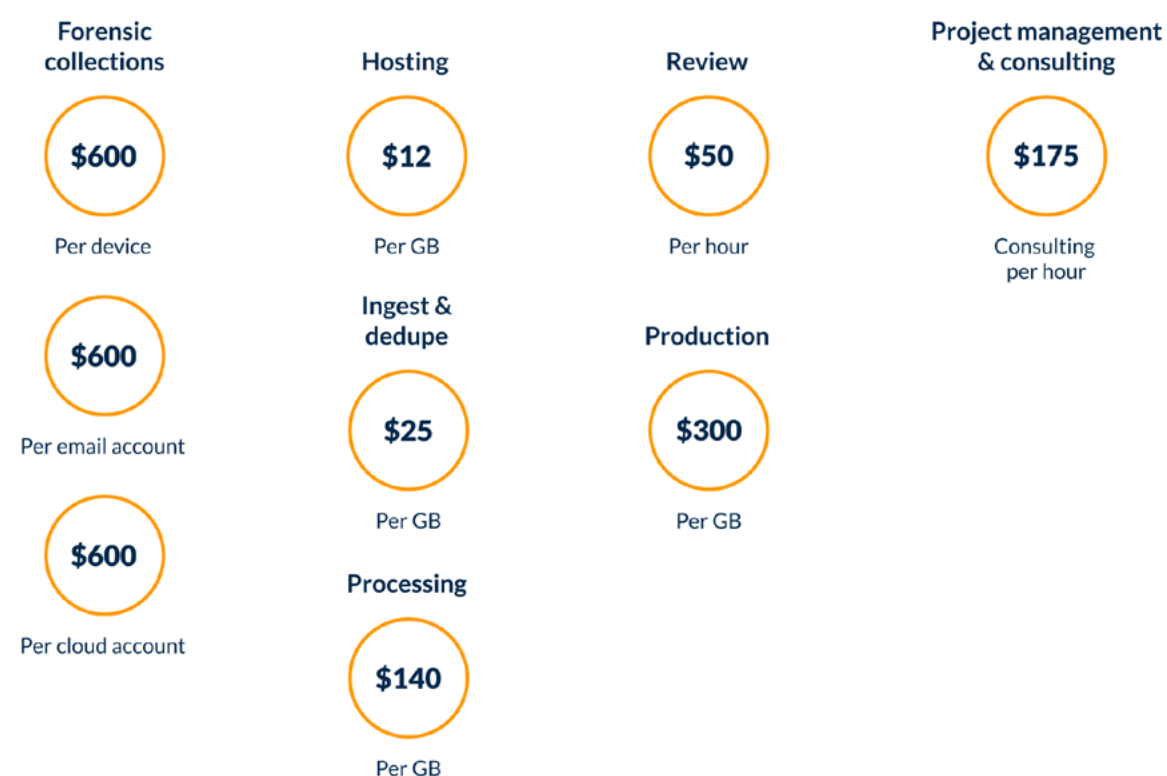 Forensic
collections
$600
Per device
$600
Per email account
$600
Per cloud account
Hosting
$12
Per GB
Ingest &
dedupe
$25
Per GB
Processing
$140
Per GB
Review
$50
Per hour
Production
$300
Per GB
Project management
& consulting
$175
Consulting
per hour